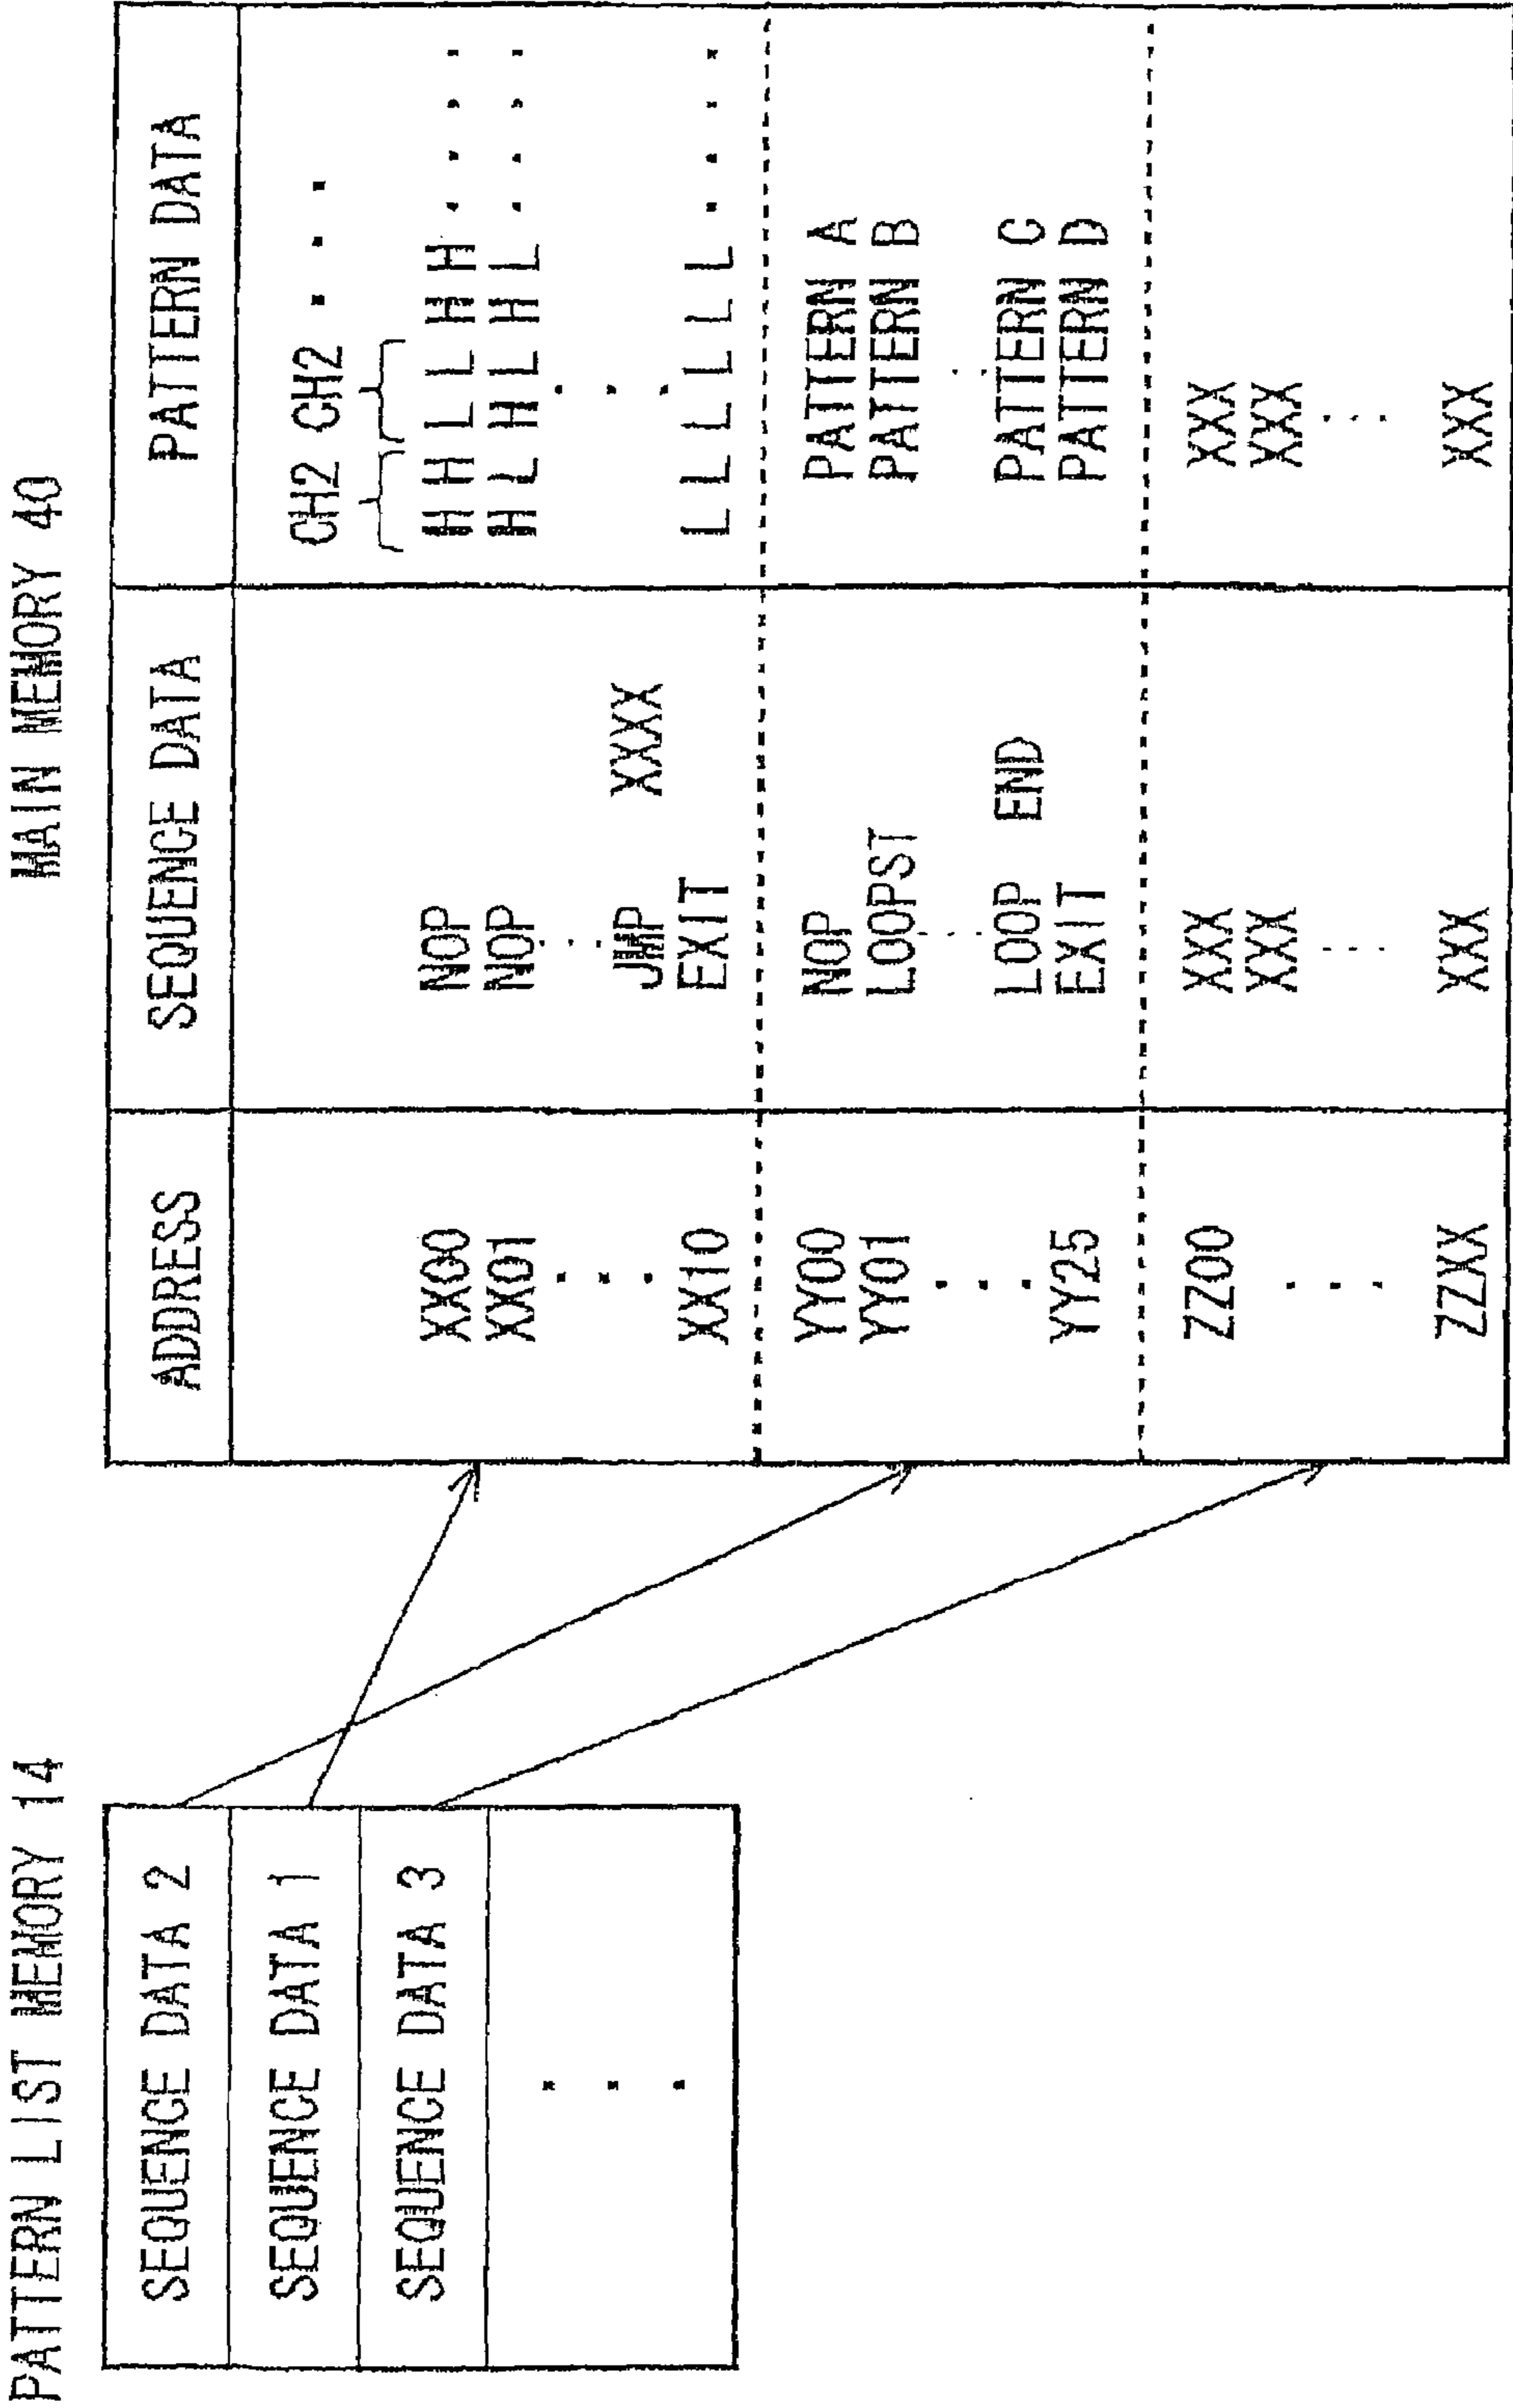 PATTERN LIST MEMORY 14
SEQUENCE DATA 2
SEQUENCE DATA 1
SEQUENCE DATA 3
. . .
MAIN MEMORY 40
ADDRESS SEQUENCE DATA PATTERN DATA
CH2 CH2 . . .
XX00 NOP H H L L H H . . . .
XX01 NOP H L H L H L . . . .
. . . . . . . . .
JMP XXXX
XX10 EXIT L L L L L L . . . .
YY00 NOP PATTERN A
YY01 LOOPST PATTERN B
. . . . . . . . .
LOOP END PATTERN C
YY25 EXIT PATTERN D
ZZ00 XXX XXX
XXX XXX
. . . . . . . . .
ZZXX XXX XXX